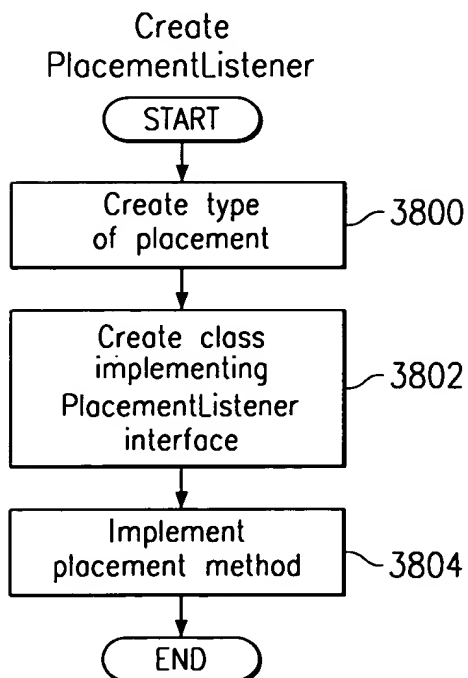 Create
PlacementListener
START
Create type
of placement
3800
Create class
implementing
PlacementListener
interface
3802
Implement
placement method
3804
END